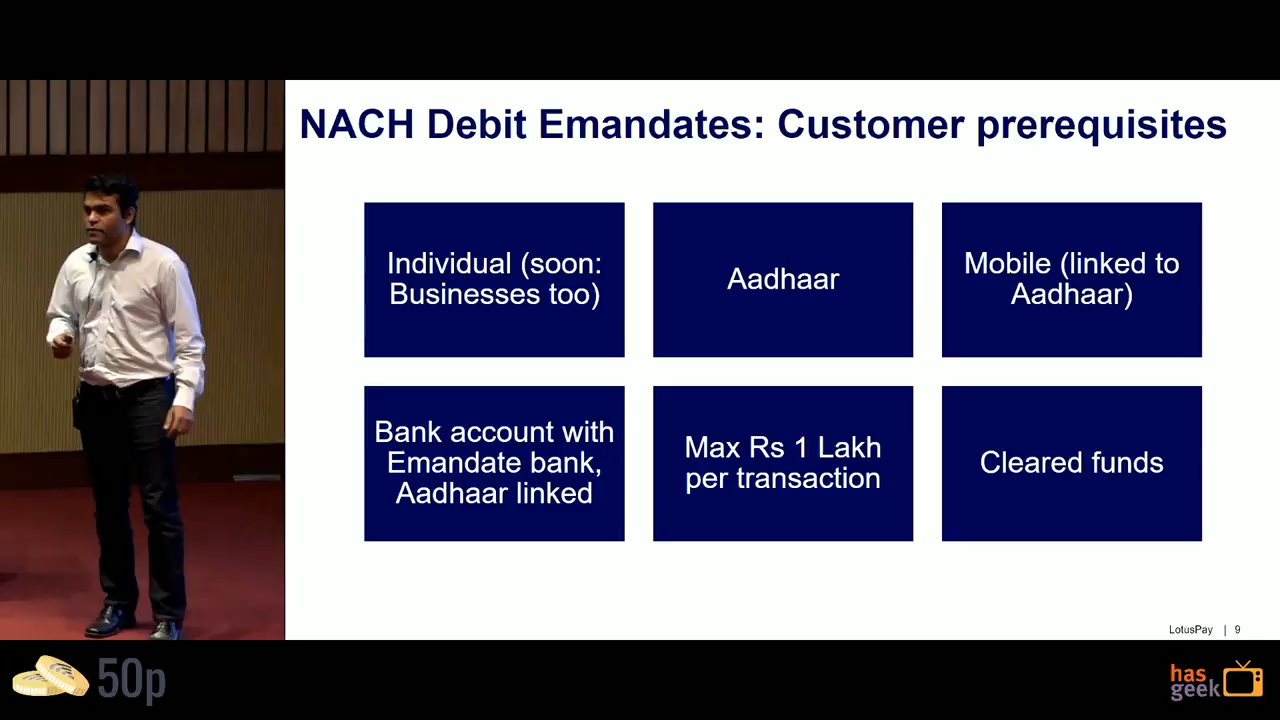 NACH Debit Emandates: Customer prerequisites
Individual (soon:
Businesses too)
Aadhaar
Mobile (linked to
Aadhaar)
Bank account with
Emandate bank,
Aadhaar linked
Max Rs 1 Lakh
per transaction
Cleared funds
LotusPay | 9
50p
has
geek